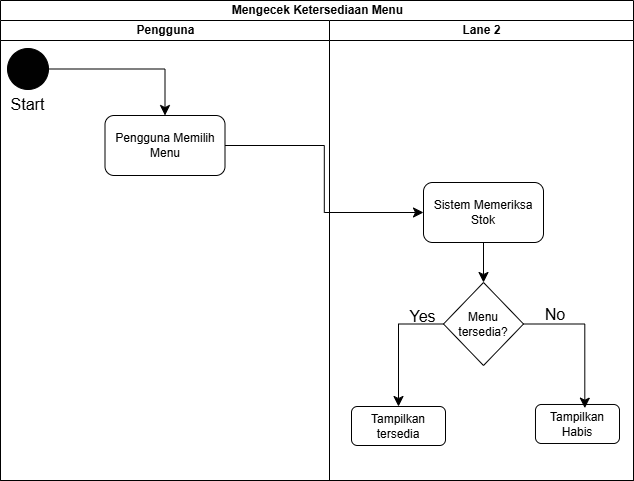 Mengecek Ketersediaan Menu
Pengguna
Lane 2
Start
Pengguna Memilih
Menu
Sistem Memeriksa
Stok
Menu
tersedia?
Yes
No
Tampilkan
tersedia
Tampilkan
Habis